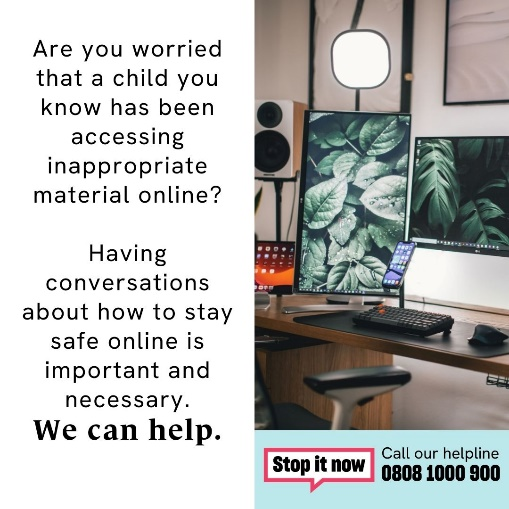 Are you worried
that a child you
know has been
accessing
inappropriate
material online?
Having
conversations
about how to stay
safe online is
important and
necessary.
We can help.
Stop it now
Call our helpline
0808 1000 900